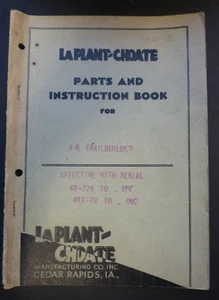 LAPLANT-CHOATE
PARTS AND
INSTRUCTION BOOK
FOR
TRAILBUILDER
EFFECTIVE WITH SERIAL
TO . INC
TO . INC
LAPLANT-
CHOATE
MANUFACTURING CO. INC.
CEDAR RAPIDS, IA.,